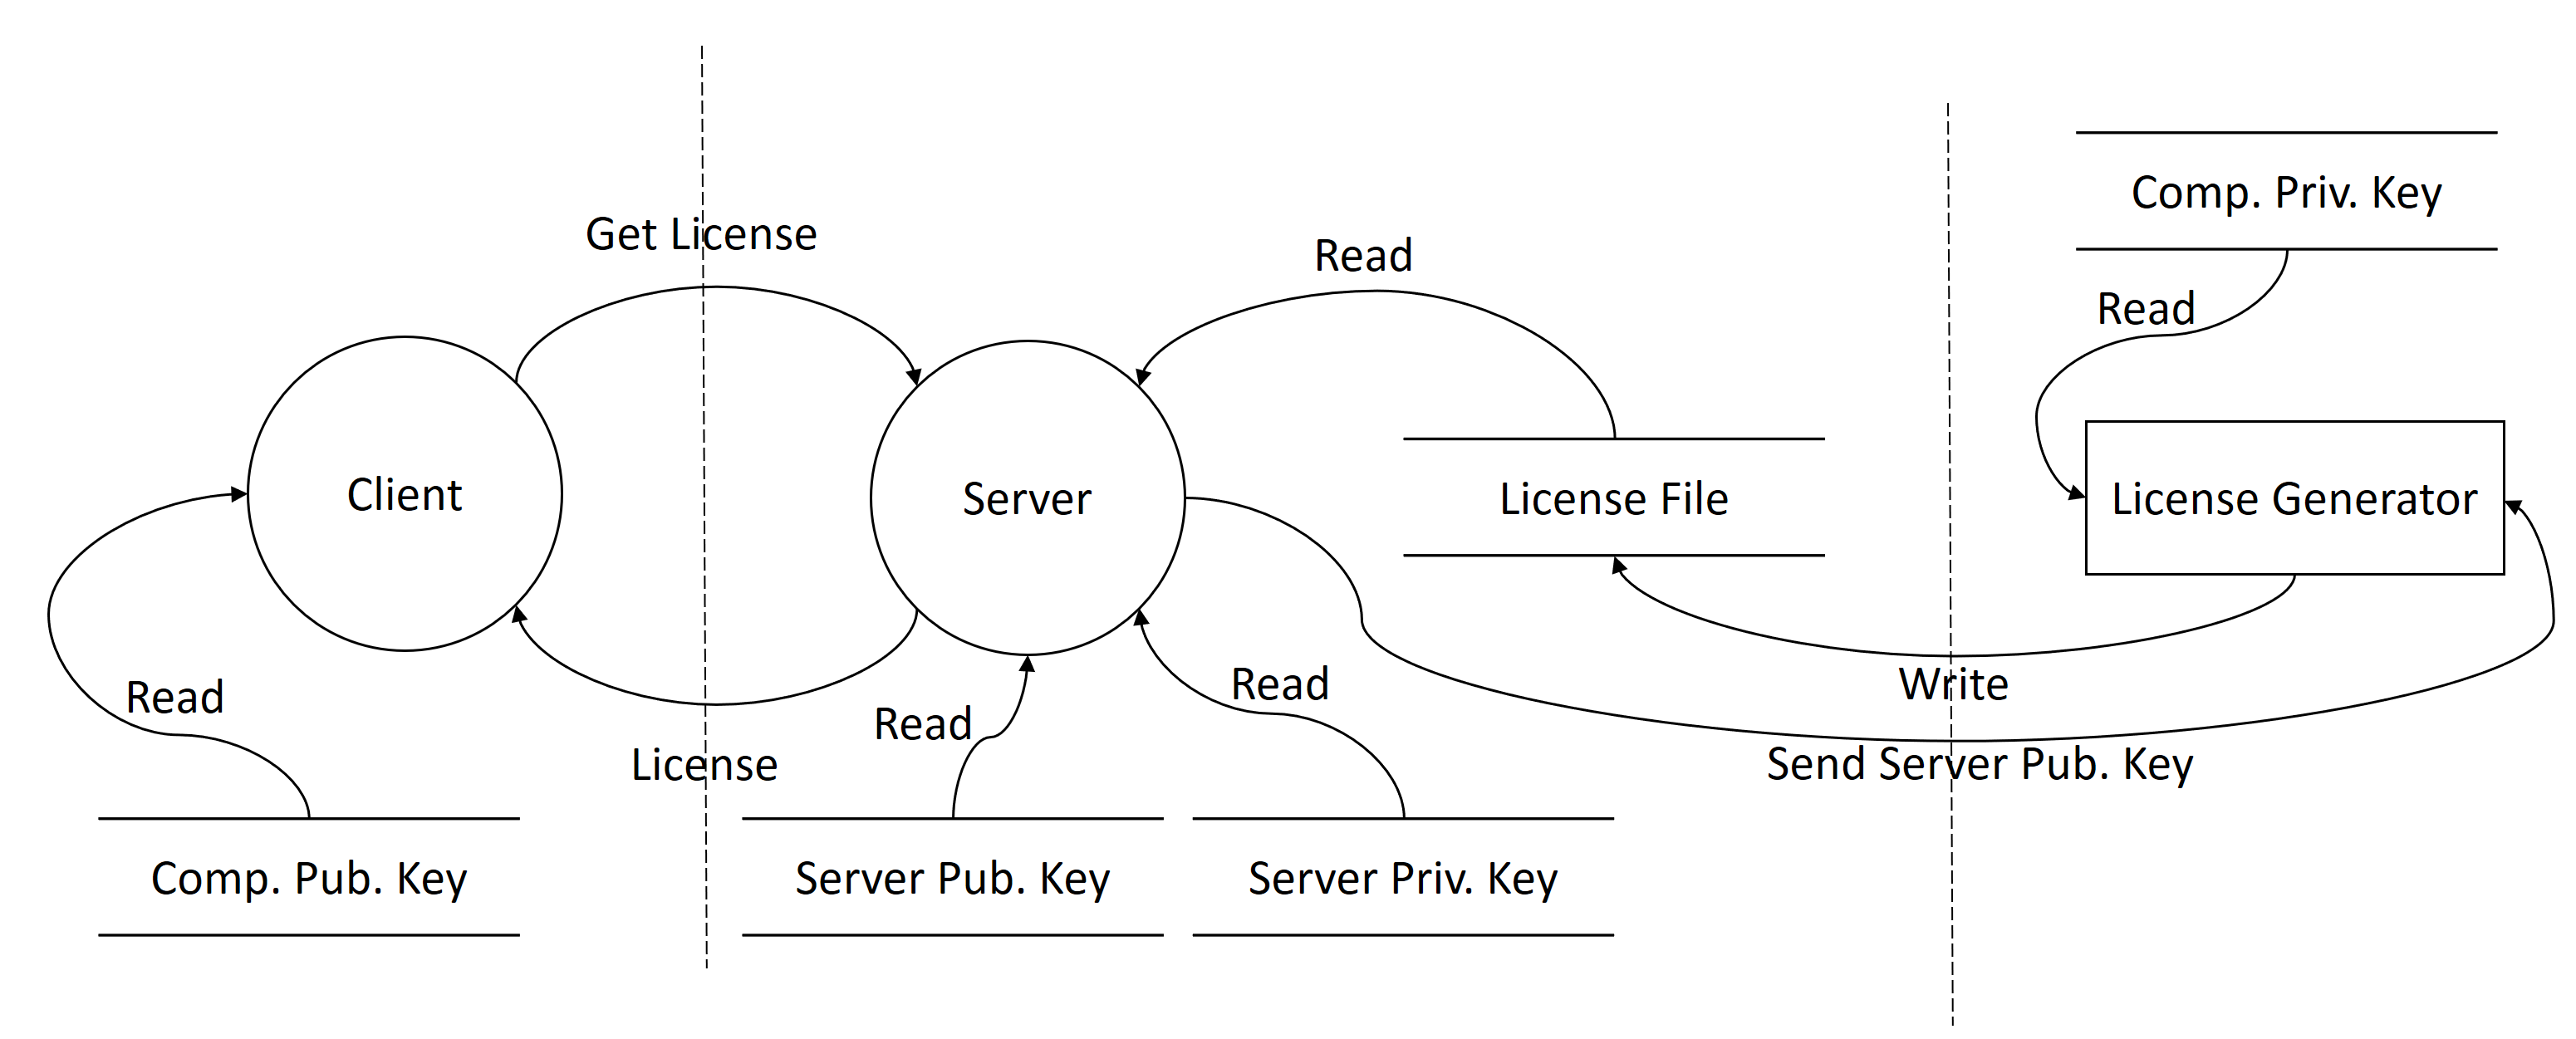 Comp. Priv. Key
Get License
Read
Read
Client
Server
License File
License Generator
Read
Read
Read
Write
License
Send Server Pub. Key
Comp. Pub. Key
Server Pub. Key
Server Priv. Key